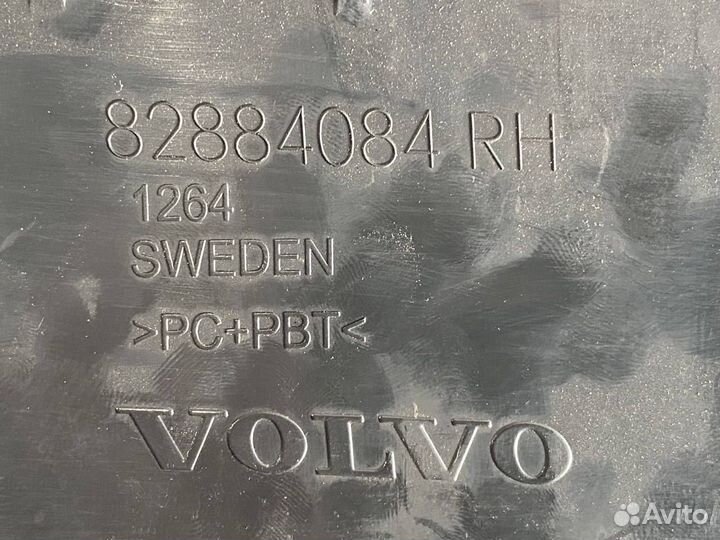 82884084 RH
1264
SWEDEN
>PC+PBT<
VOLVO
Avito